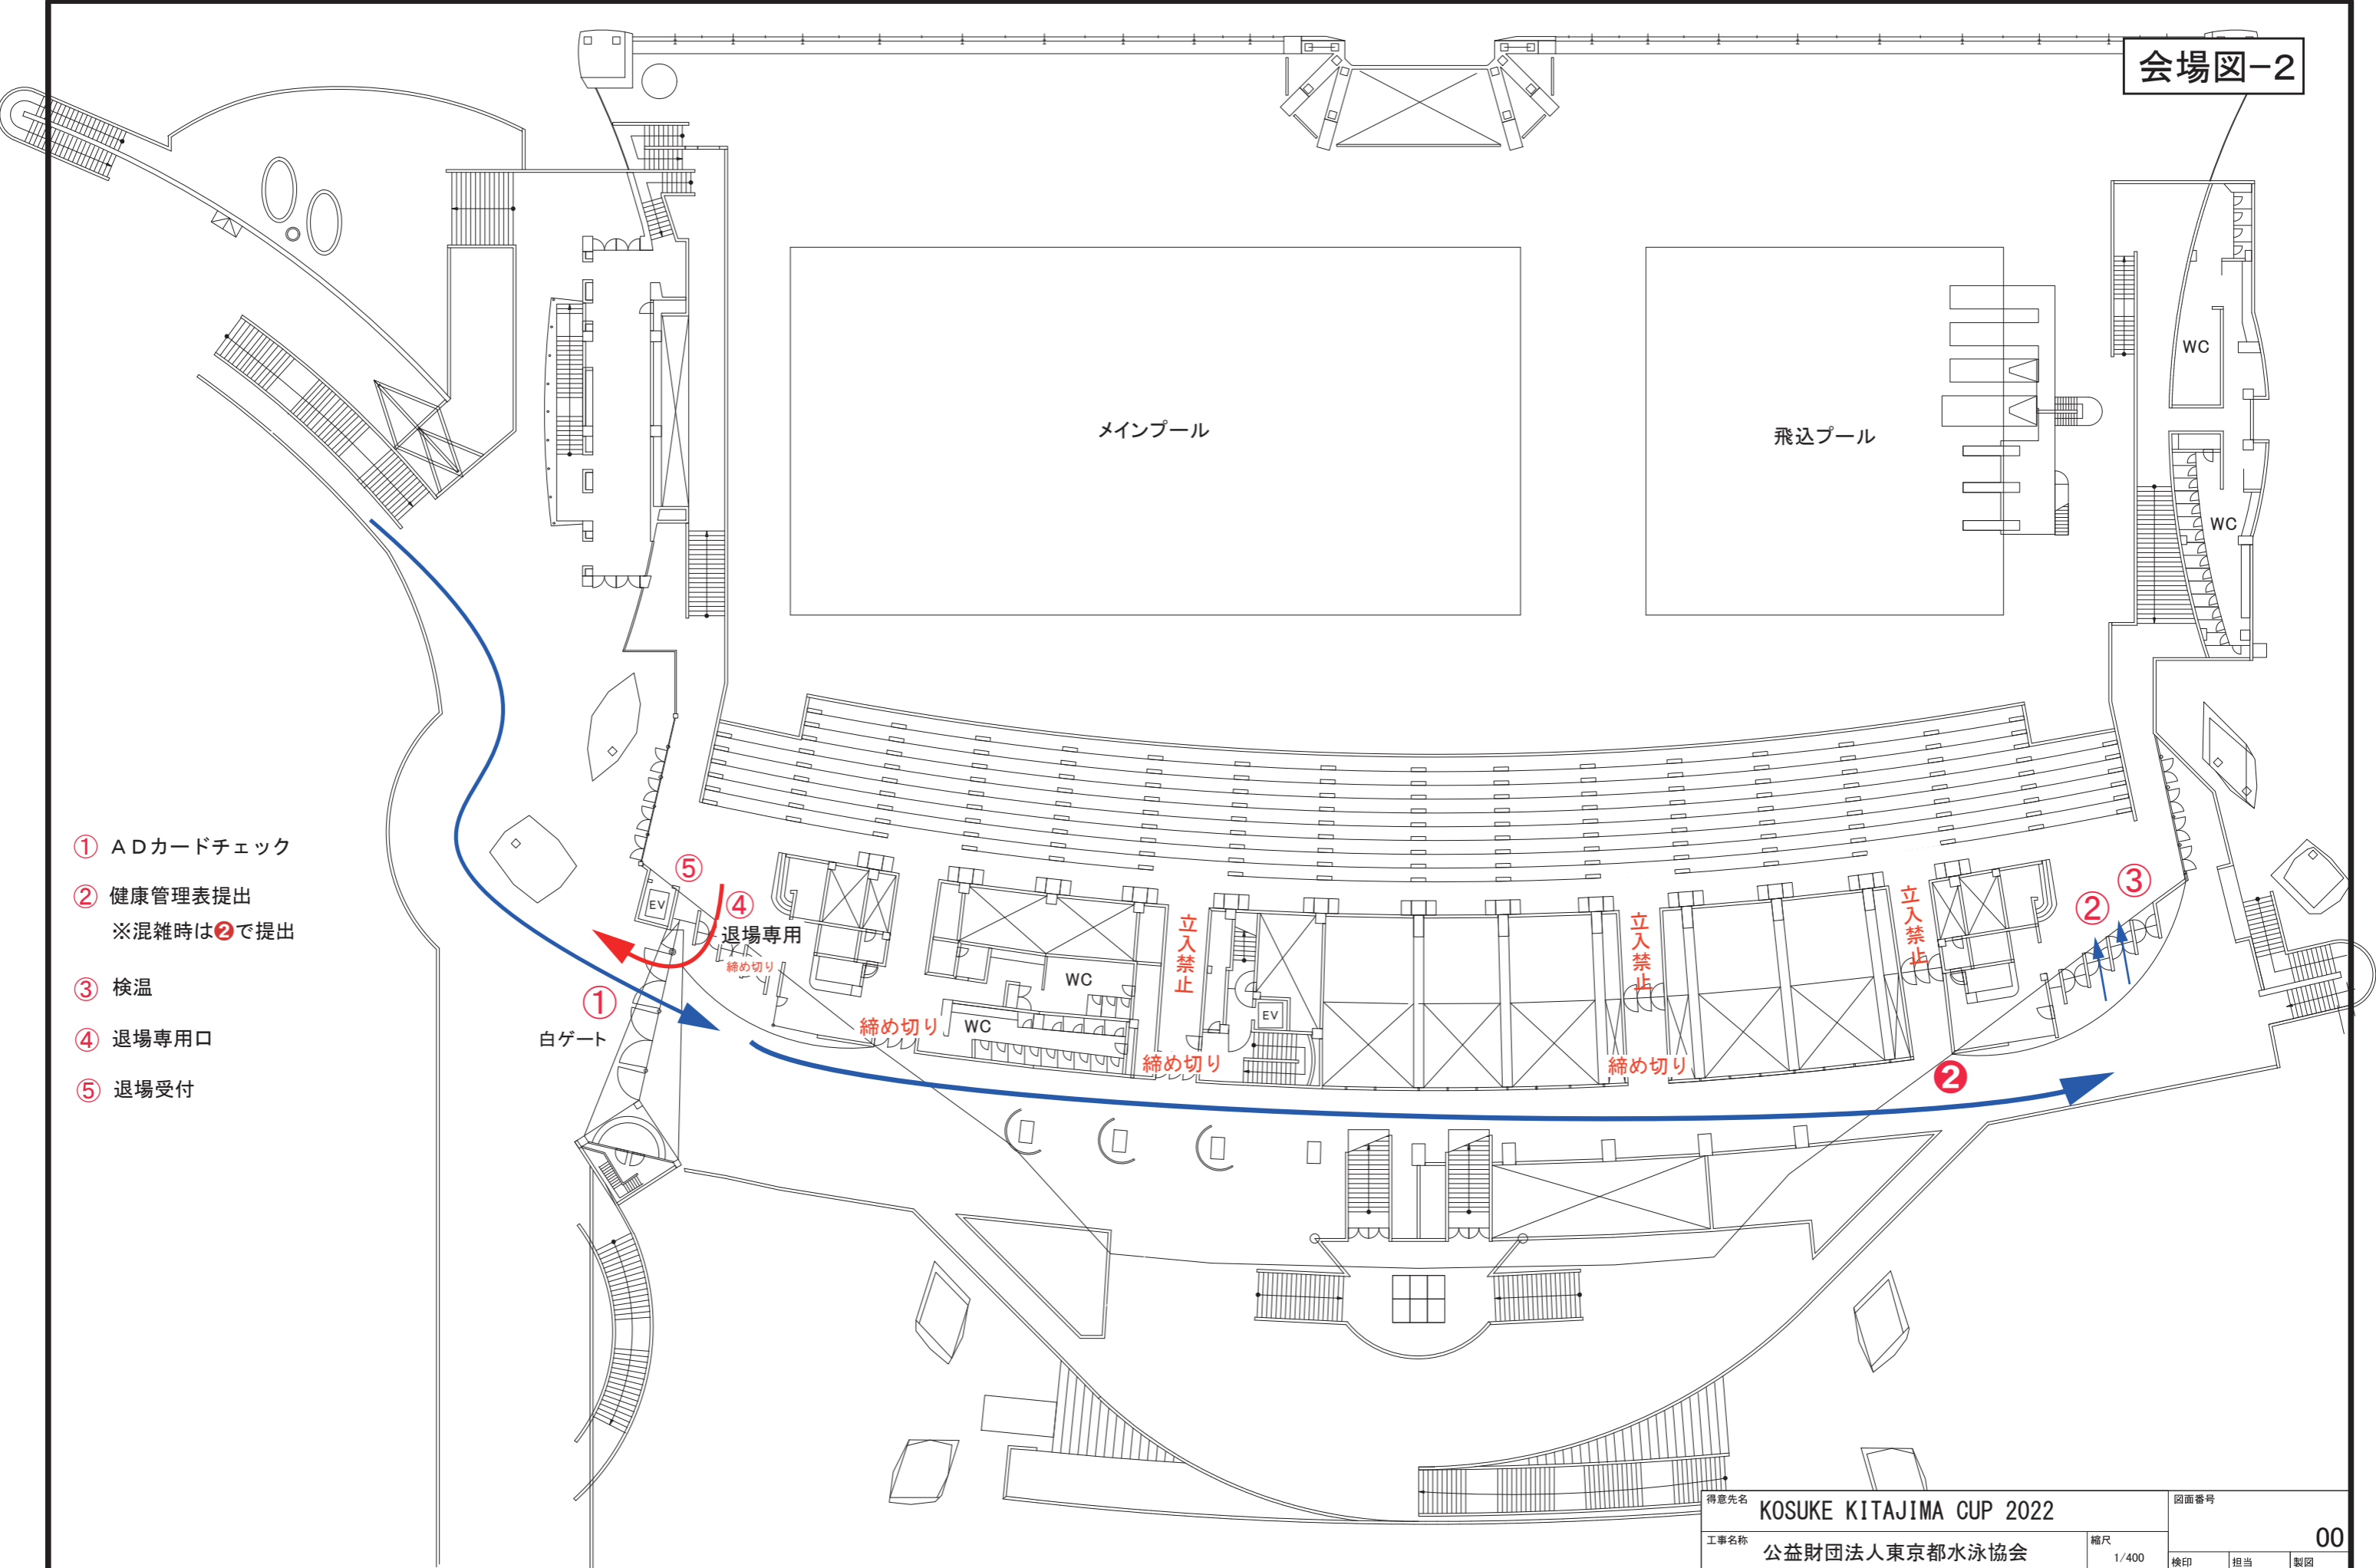 会場図-2
メインプール
飛込プール
WC
WC
① ADカードチェック
② 健康管理表提出
※混雑時は❷で提出
③ 検温
④ 退場専用口
⑤ 退場受付
⑤
EV
④
退場専用
締め切り
①
白ゲート
締め切り
WC
WC
立入禁止
締め切り
EV
立入禁止
締め切り
立入禁止
②
③
❷
得意先名
KOSUKE KITAJIMA CUP 2022
図面番号
00
工事名称
公益財団法人東京都水泳協会
縮尺
1/400
検印
担当
製図